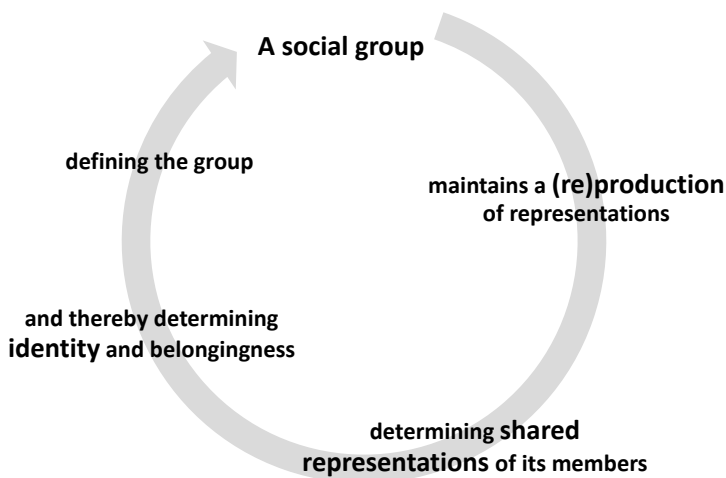 A social group
maintains a (re)production
of representations
determining shared
representations of its members
and thereby determining
identity and belongingness
defining the group